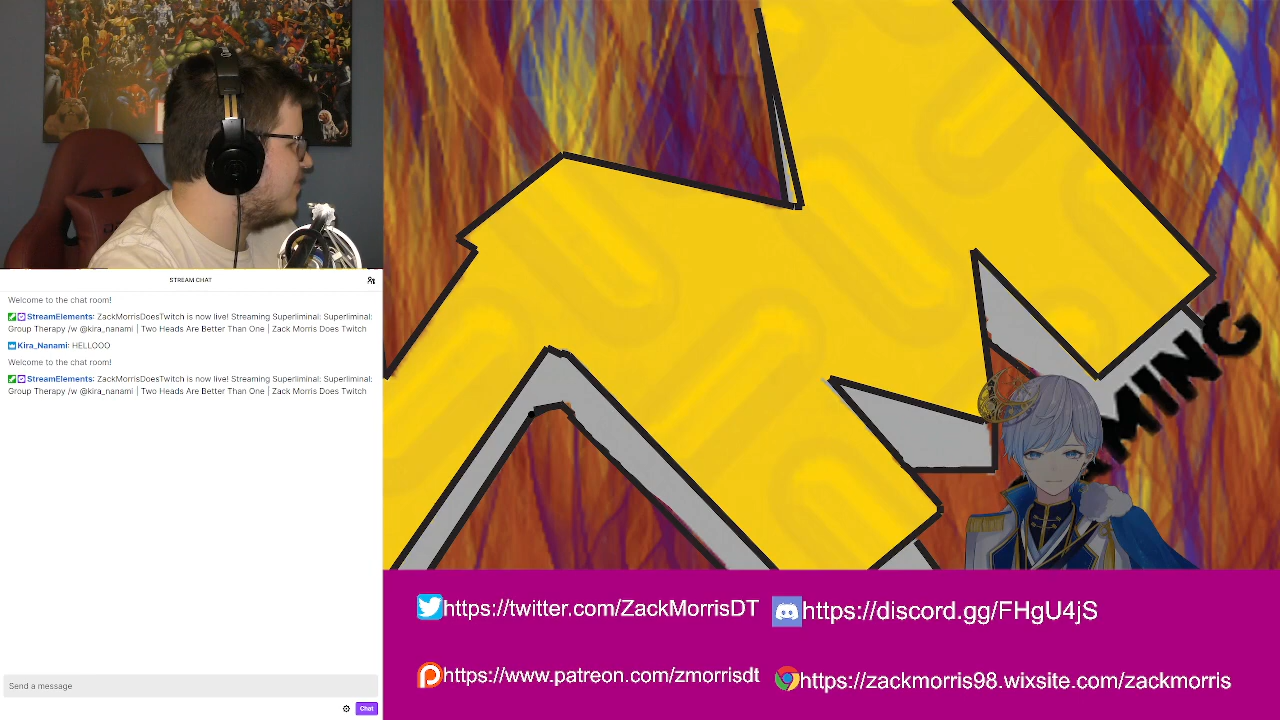 STREAM CHAT
Welcome to the chat room!
StreamElements: ZackMorrisDoesTwitch is now live! Streaming Superliminal: Superliminal:
Group Therapy /w @kira_nanami | Two Heads Are Better Than One | Zack Morris Does Twitch
Kira_Nanami: HELLOOO
Welcome to the chat room!
StreamElements: ZackMorrisDoesTwitch is now live! Streaming Superliminal: Superliminal:
Group Therapy /w @kira_nanami | Two Heads Are Better Than One | Zack Morris Does Twitch
Send a message
Chat
MING
https://twitter.com/ZackMorrisDT
https://discord.gg/FHgU4jS
https://www.patreon.com/zmorrisdt
https://zackmorris98.wixsite.com/zackmorris